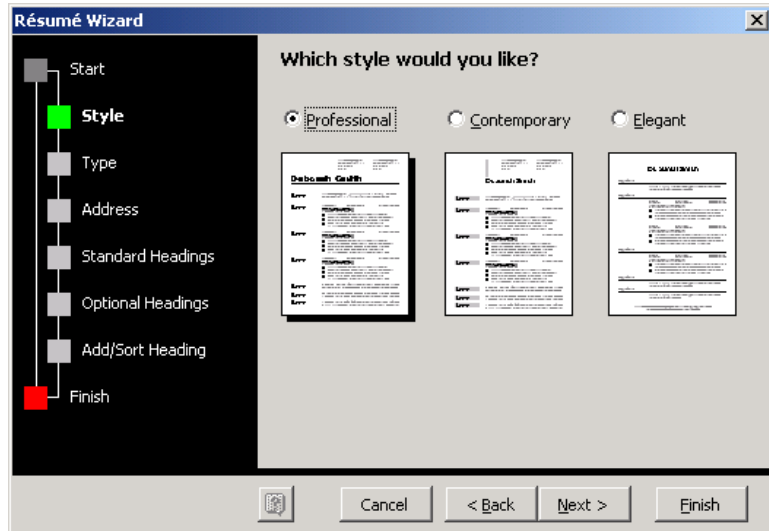 Résumé Wizard
Start
Style
Type
Address
Standard Headings
Optional Headings
Add/Sort Heading
Finish
Which style would you like?
Professional
Contemporary
Elegant
Cancel
< Back
Next >
Finish